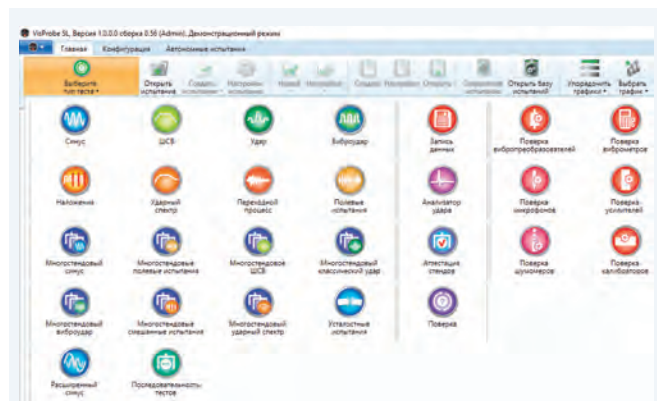 VisProbe SL, Версия 1.0.0.0 сборка 0.56 (Admin), Демонстрационный режим
Главная Конфигурация Автономные испытания
Выберите
тип теста
Открыть
испытание
Создать
испытание
Настройки
испытания
Новый Настройки Создать Настройки Открыть
Сохранение
испытания
Открыть базу
испытаний
Упорядочить
графики
Выбрать
график
Синус ШСВ Удар Виброудар
Запись
данных
Поверка
вибропреобразователей
Поверка
виброметров
Наложения
Ударный
спектр
Переходной
процесс
Полевые
испытания
Анализатор
удара
Поверка
микрофонов
Поверка
усилителей
Многостендовый
синус
Многостендовые
полевые испытания
Многостендовое
ШСВ
Многостендовый
классический удар
Аттестация
стендов
Поверка
шумомеров
Поверка
калибраторов
Многостендовый
виброудар
Многостендовые
смешанные испытания
Многостендовый
ударный спектр
Усталостные
испытания
Поверка
Расширенный
синус
Последовательность
тестов